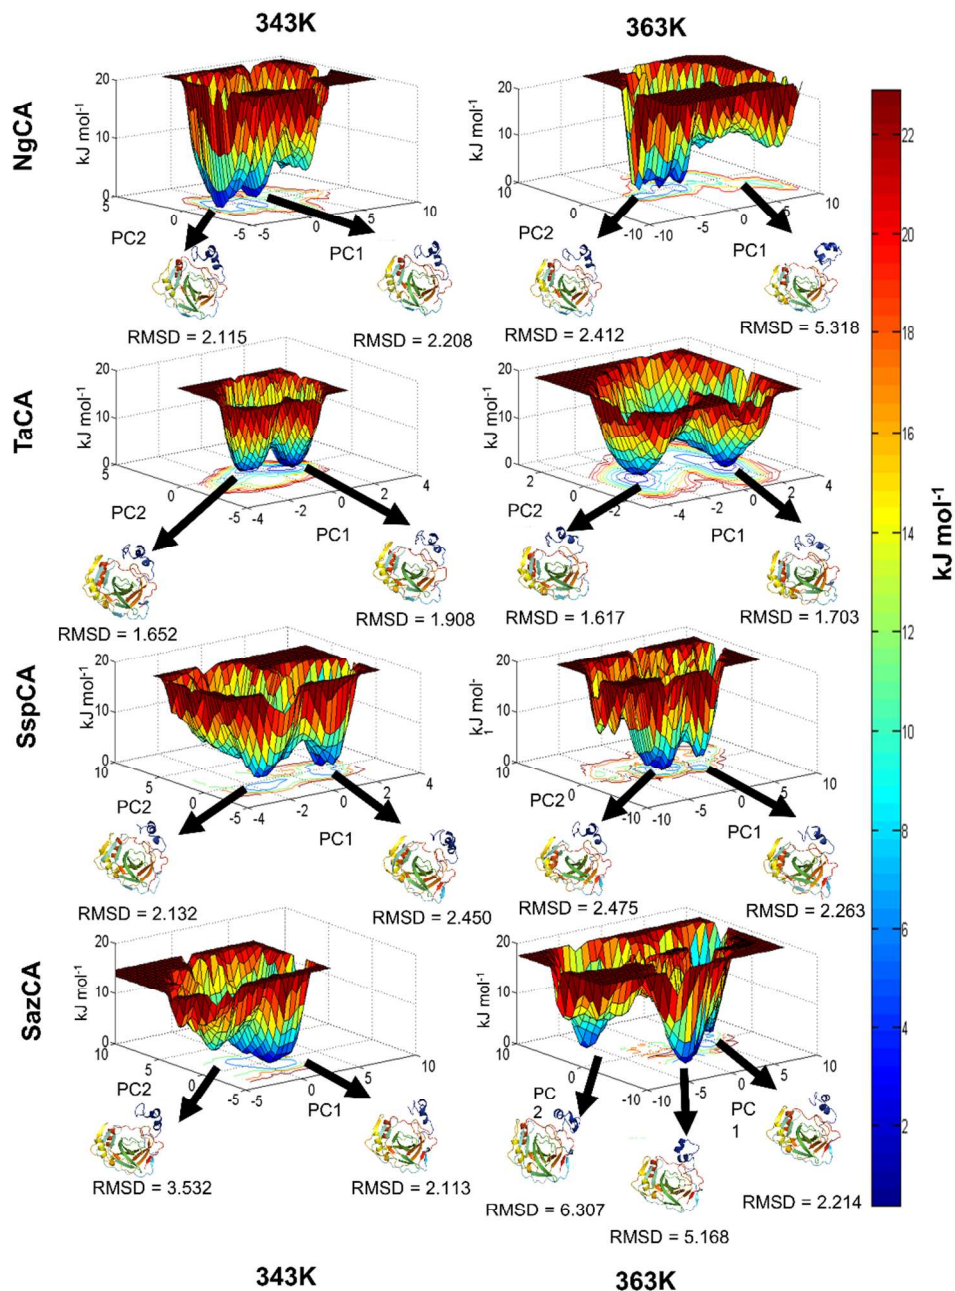 343K
363K
NgCA
kJ mol-1
20
10
0
5
0
-5
-5
0
5
10
PC2
PC1
RMSD = 2.115
RMSD = 2.208
kJ mol-1
20
10
0
10
0
-10
-10
-5
0
5
10
PC2
PC1
RMSD = 2.412
RMSD = 5.318
TaCA
kJ mol-1
20
10
0
5
0
-5
-4
-2
0
2
4
PC2
PC1
RMSD = 1.652
RMSD = 1.908
kJ mol-1
20
10
0
2
0
-2
-4
-2
0
2
4
PC2
PC1
RMSD = 1.617
RMSD = 1.703
SspCA
kJ mol-1
20
10
0
10
5
0
-5
-4
-2
0
2
4
PC2
PC1
RMSD = 2.132
RMSD = 2.450
kJ mol-
1
20
10
0
10
0
-10
-10
-5
0
5
10
PC2
PC1
RMSD = 2.475
RMSD = 2.263
SazCA
kJ mol-1
20
10
0
10
5
0
-5
-5
0
5
10
PC2
PC1
RMSD = 3.532
RMSD = 2.113
kJ mol-1
20
10
0
10
0
-10
-10
-5
0
5
10
PC
2
PC
1
RMSD = 6.307
RMSD = 5.168
RMSD = 2.214
22
20
18
16
14
12
10
8
6
4
2
kJ mol-1
343K
363K